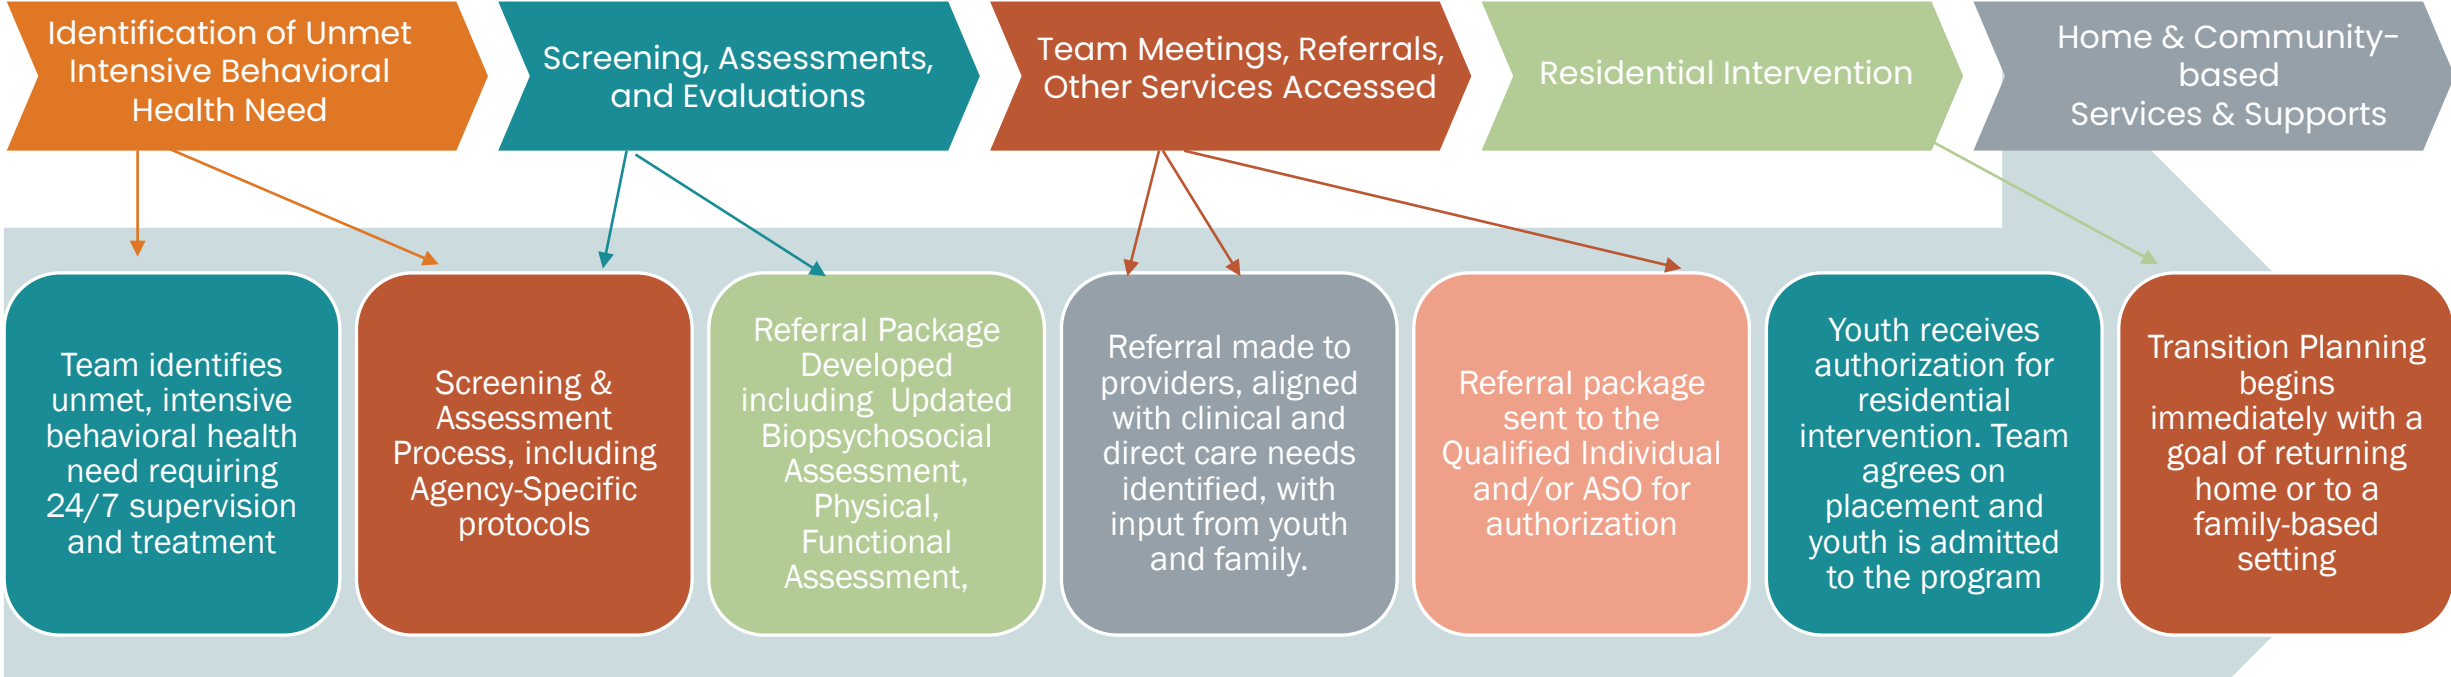 Identification of Unmet
Intensive Behavioral
Health Need
Screening, Assessments,
and Evaluations
Team Meetings, Referrals,
Other Services Accessed
Residential Intervention
Home & Community-
based
Services & Supports
Team identifies
unmet, intensive
behavioral health
need requiring
24/7 supervision
and treatment
Screening &
Assessment
Process, including
Agency-Specific
protocols
Referral Package
Developed
including Updated
Biopsychosocial
Assessment,
Physical,
Functional
Assessment,
Referral made to
providers, aligned
with clinical and
direct care needs
identified, with
input from youth
and family.
Referral package
sent to the
Qualified Individual
and/or ASO for
authorization
Youth receives
authorization for
residential
intervention. Team
agrees on
placement and
youth is admitted
to the program
Transition Planning
begins
immediately with a
goal of returning
home or to a
family-based
setting